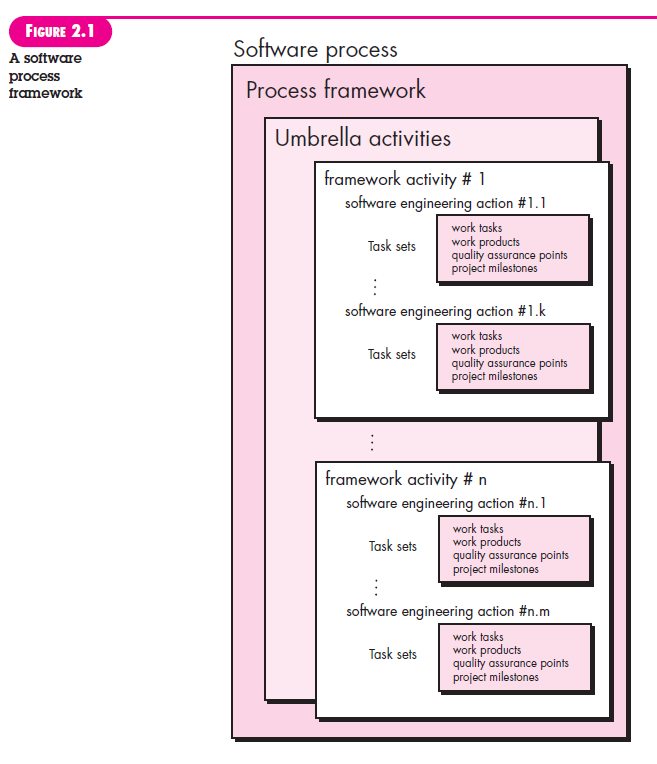 FIGURE 2.1
A software
process
framework
Software process
Process framework
Umbrella activities
framework activity # 1
software engineering action #1.1
Task sets
work tasks
work products
quality assurance points
project milestones
software engineering action #1.k
Task sets
work tasks
work products
quality assurance points
project milestones
framework activity # n
software engineering action #n.1
Task sets
work tasks
work products
quality assurance points
project milestones
software engineering action #n.m
Task sets
work tasks
work products
quality assurance points
project milestones